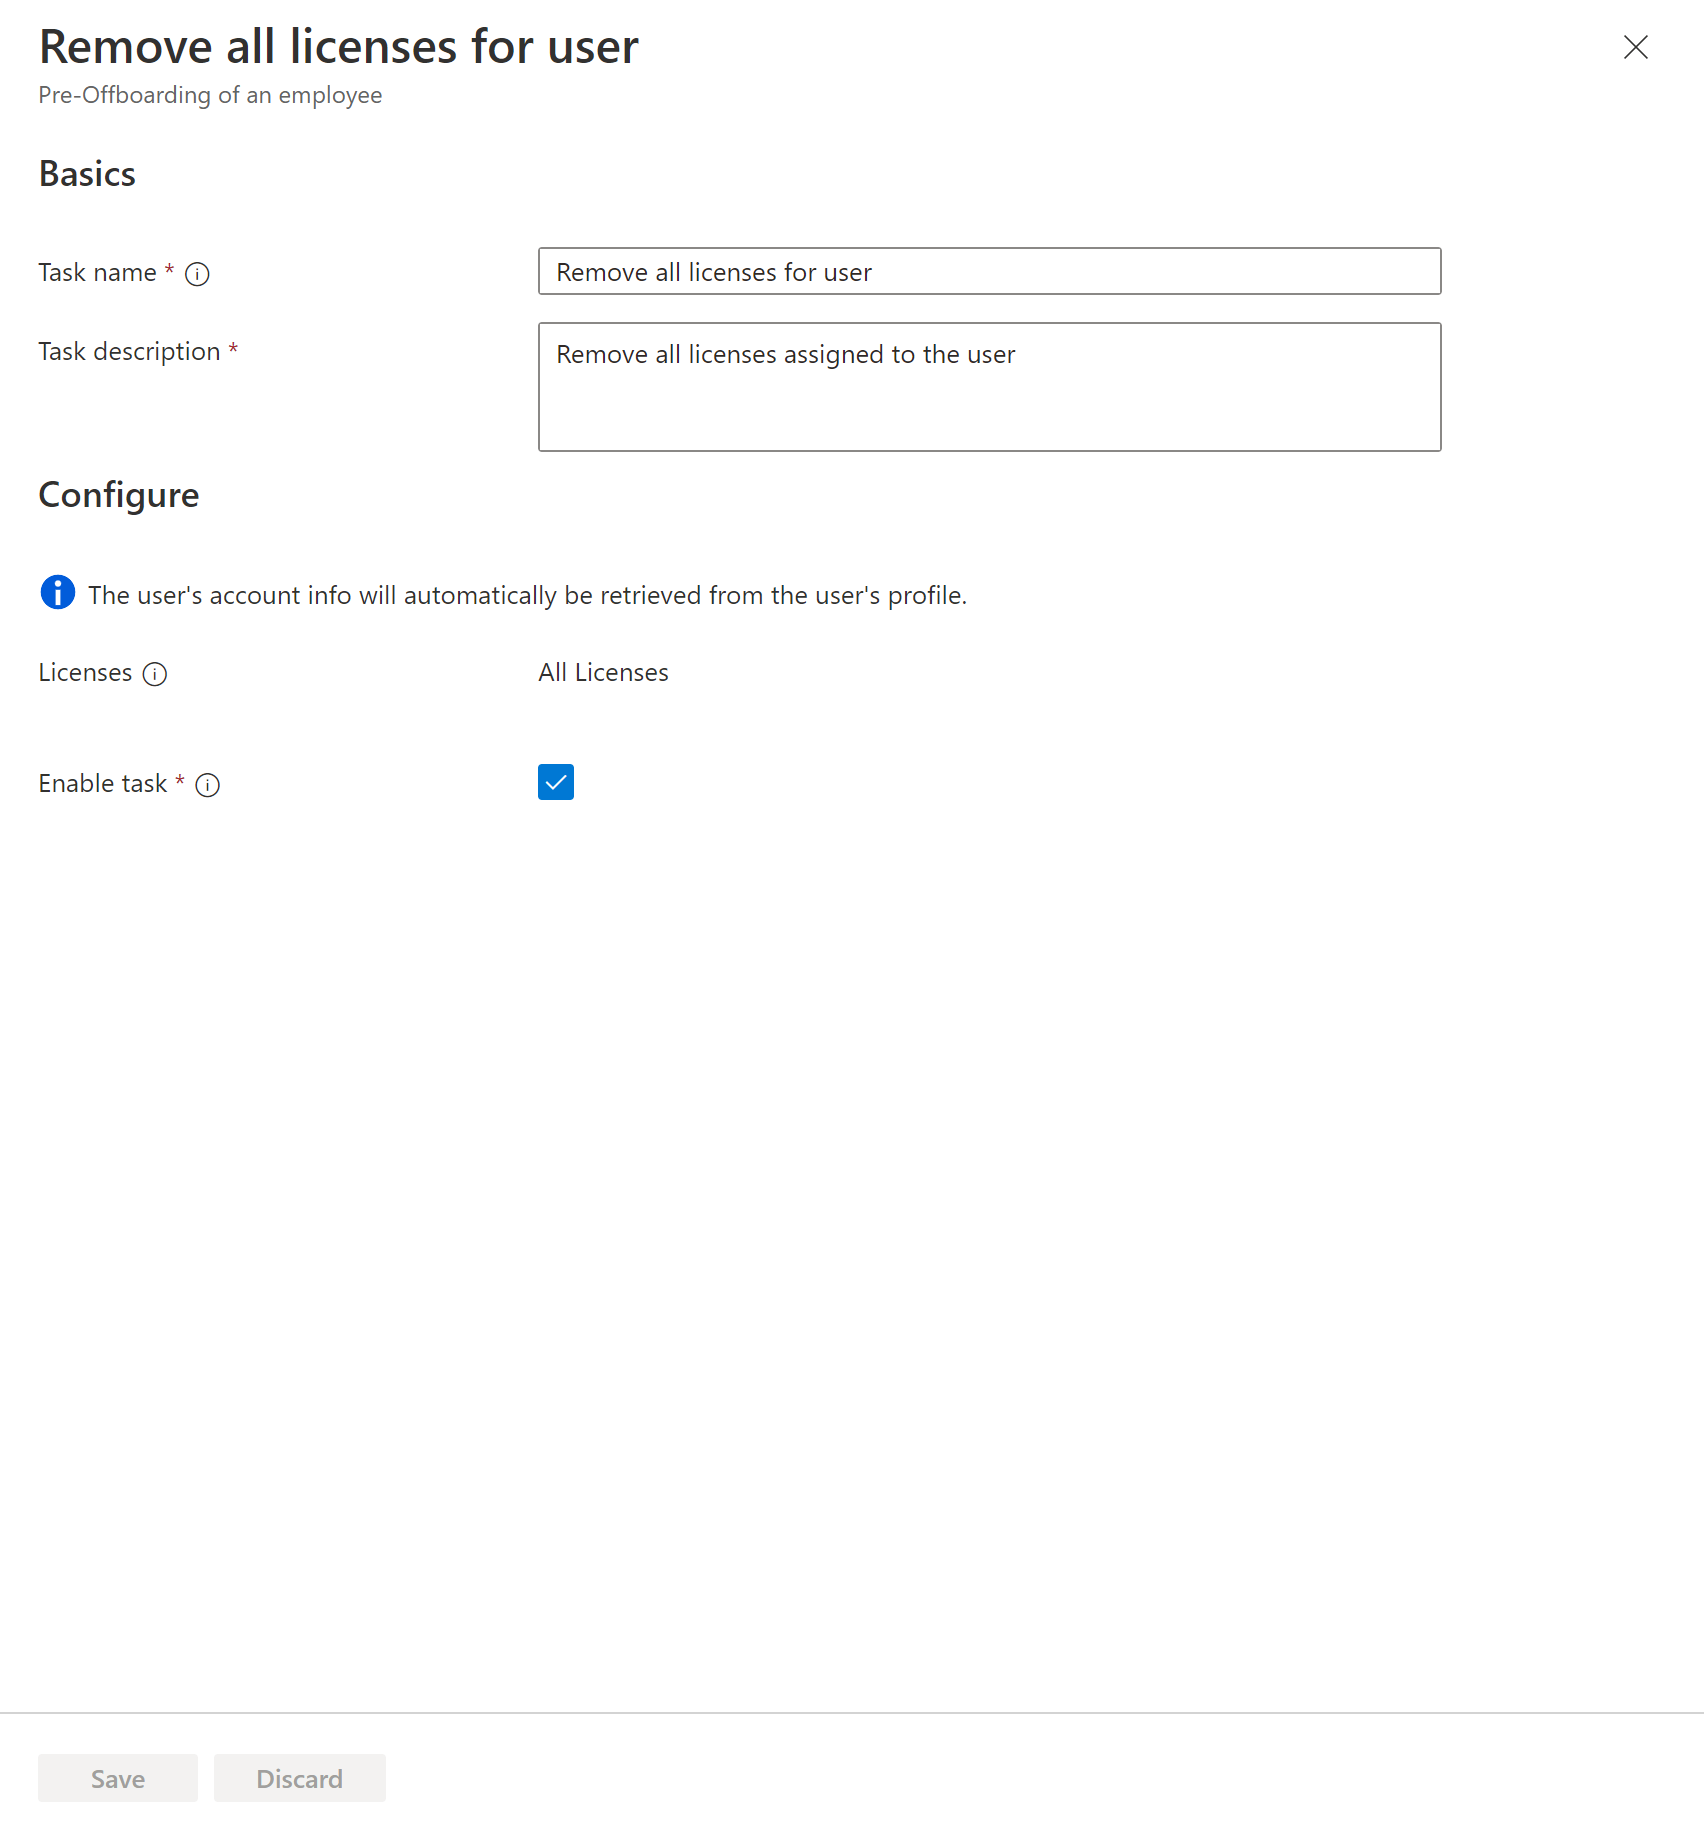 Remove all licenses for user
Pre-Offboarding of an employee
Basics
Task name *
Remove all licenses for user
Task description *
Remove all licenses assigned to the user
Configure
The user's account info will automatically be retrieved from the user's profile.
Licenses
All Licenses
Enable task *
Save
Discard